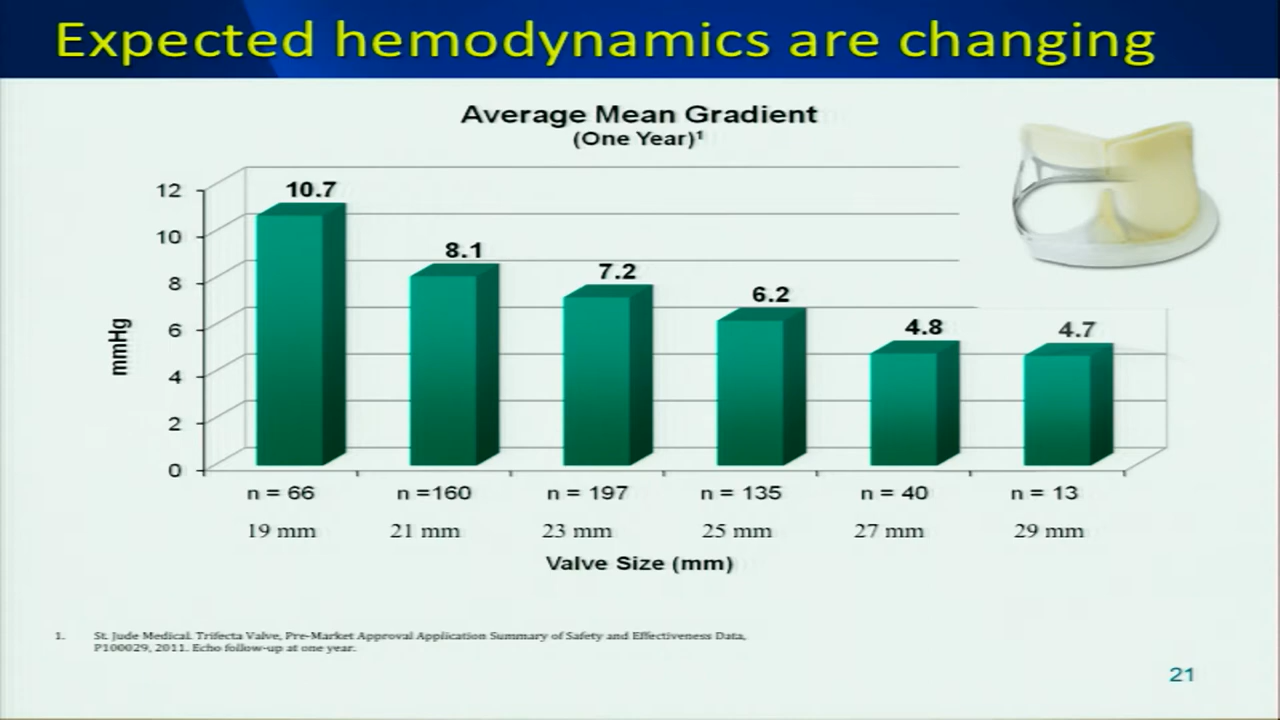 Expected hemodynamics are changing
Average Mean Gradient
(One Year)¹
mmHg
12
10
8
6
4
2
0
10.7
8.1
7.2
6.2
4.8
4.7
n = 66
n =160
n = 197
n = 135
n = 40
n = 13
19 mm
21 mm
23 mm
25 mm
27 mm
29 mm
Valve Size (mm)
1. St. Jude Medical. Trifecta Valve, Pre-Market Approval Application Summary of Safety and Effectiveness Data,
P100029, 2011. Echo follow-up at one year.
21